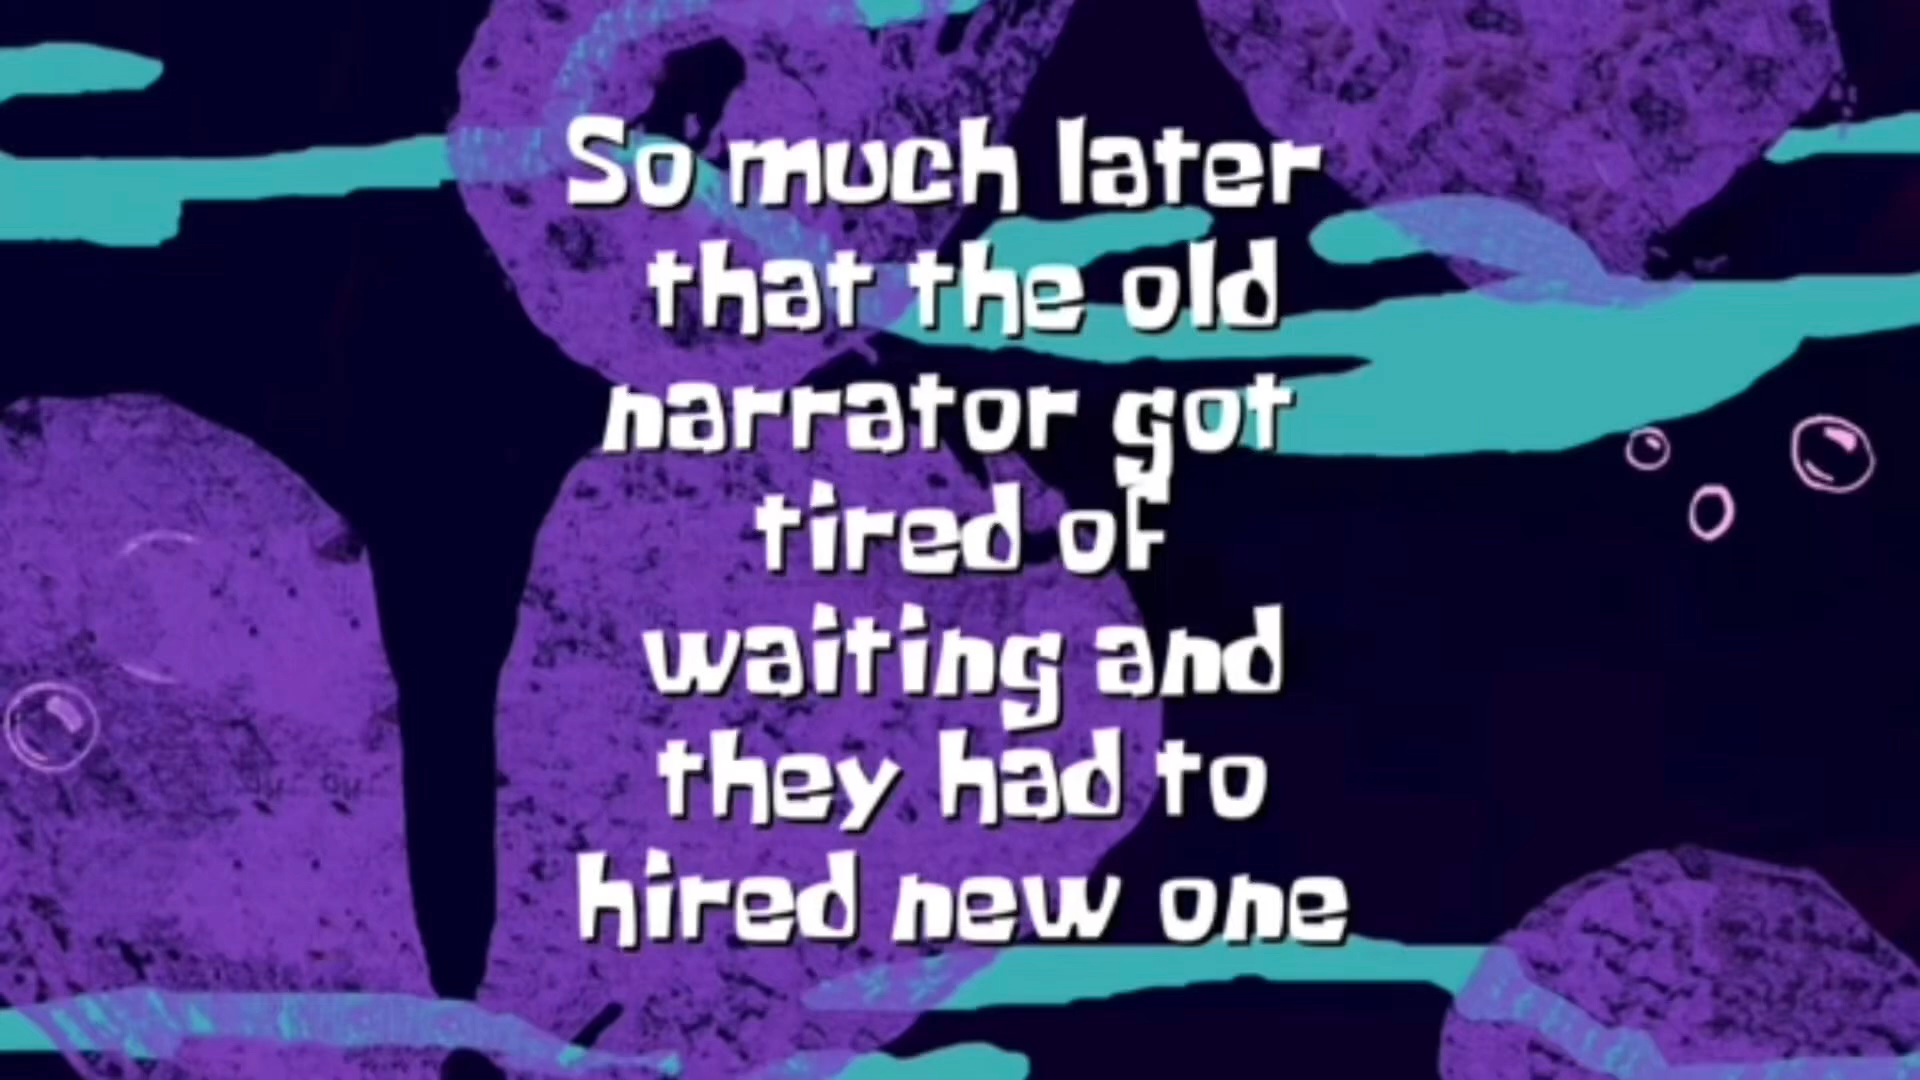 So much later
that the old
narrator got
tired of
waiting and
they had to
hired new one